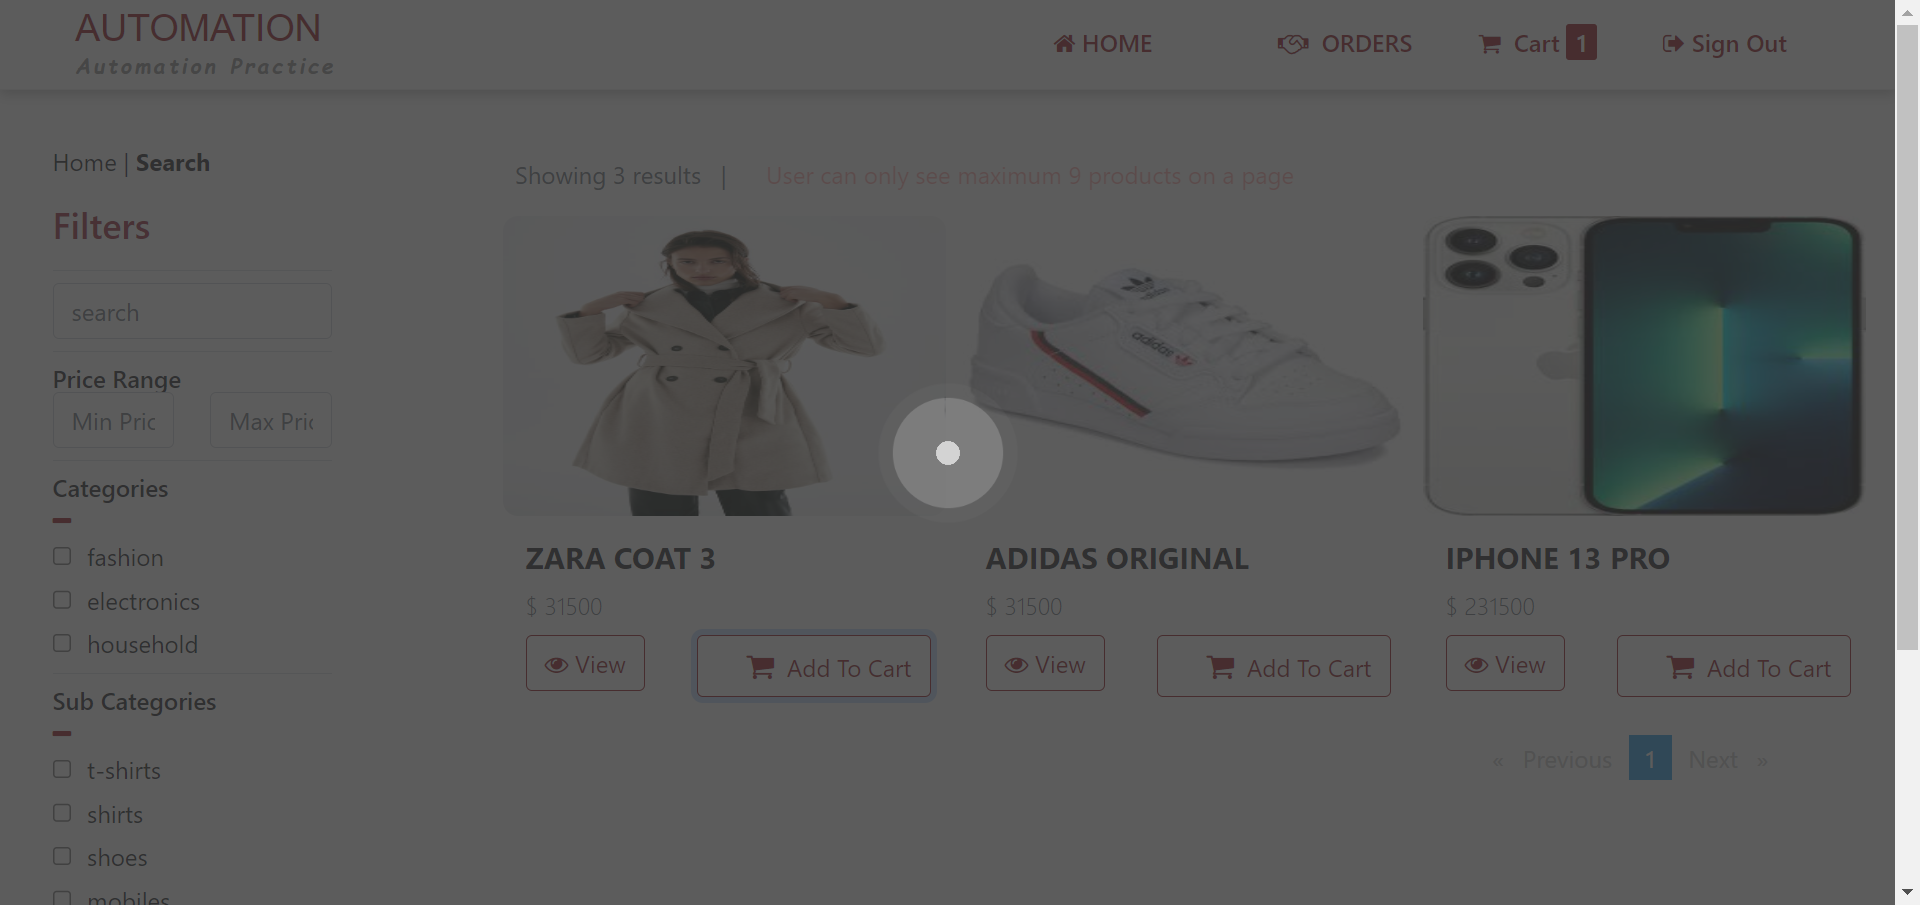 AUTOMATION
Automation Practice
HOME
ORDERS
Cart 1
Sign Out
Home | Search
Showing 3 results |
User can only see maximum 9 products on a page
Filters
search
Price Range
Min Pric
Max Pric
Categories
fashion
electronics
household
Sub Categories
t-shirts
shirts
shoes
mobiles
adidas
adidas
ZARA COAT 3
$ 31500
View
Add To Cart
ADIDAS ORIGINAL
$ 31500
View
Add To Cart
IPHONE 13 PRO
$ 231500
View
Add To Cart
« Previous 1 Next »